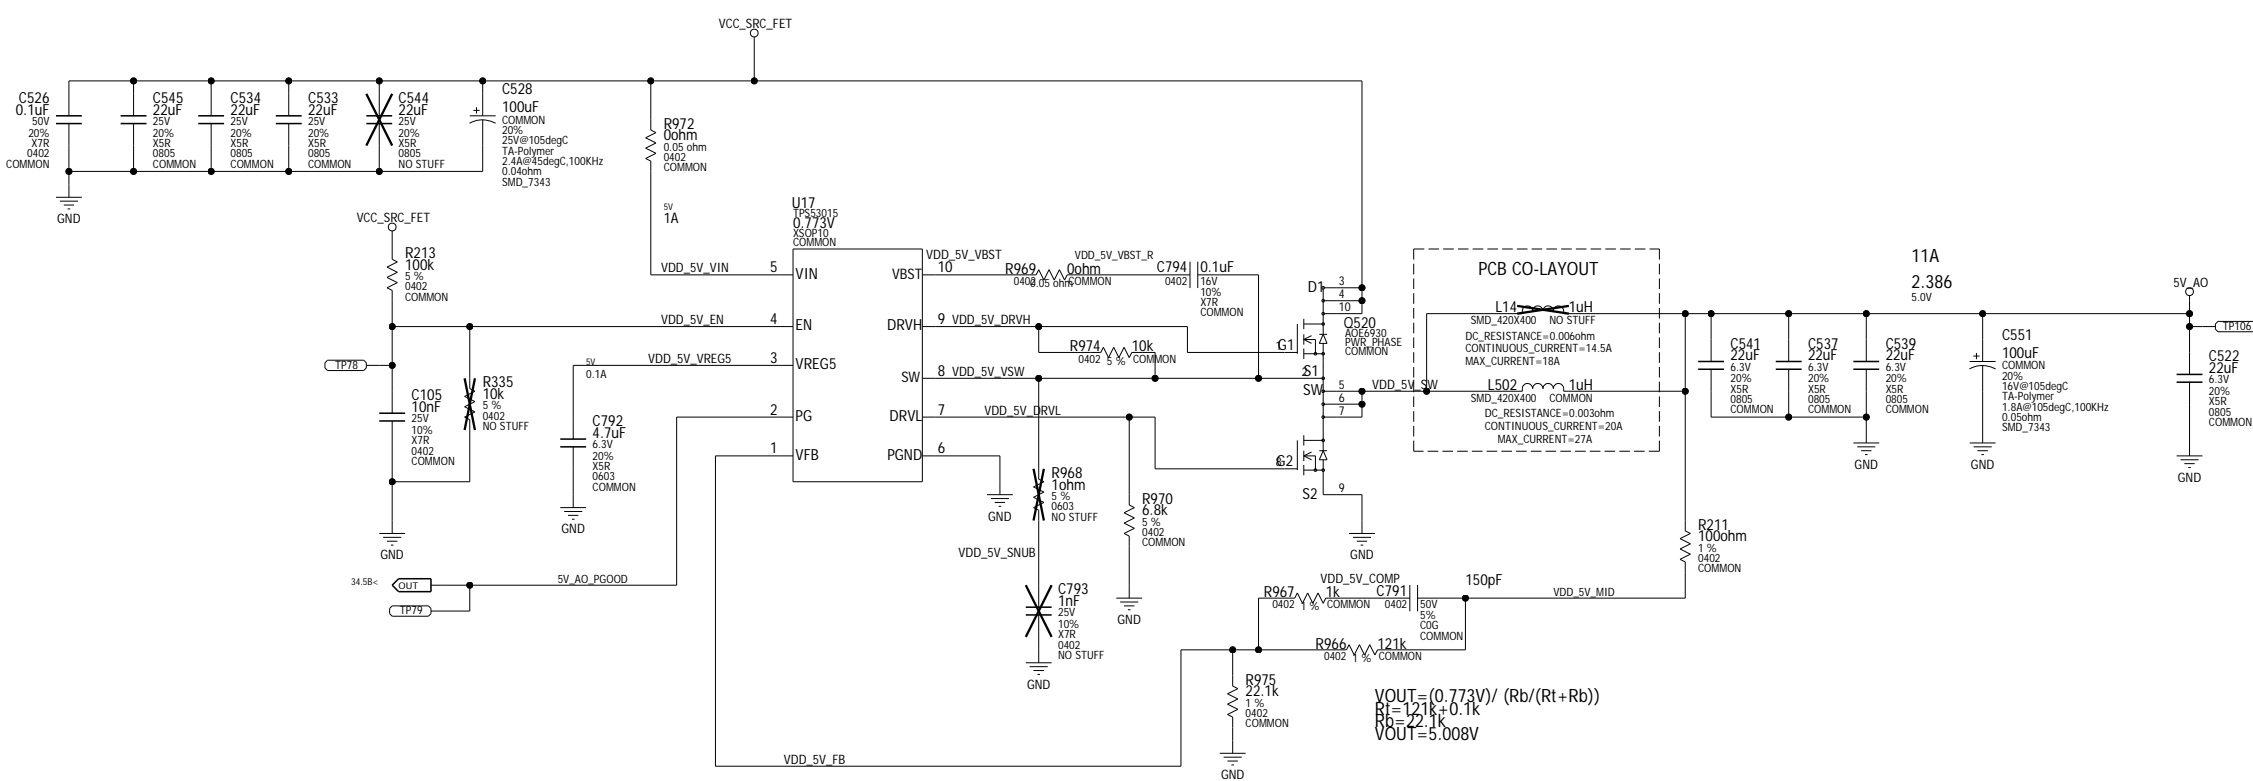 VCC_SRC_FET
C526
0.1uF
50V
20%
X7R
0402
COMMON
GND
C545
22uF
25V
20%
X5R
0805
COMMON
C534
22uF
25V
20%
X5R
0805
COMMON
C533
22uF
25V
20%
X5R
0805
COMMON
C544
22uF
25V
20%
X5R
0805
NO STUFF
C528
100uF
COMMON
20%
25V@105degC
TA-Polymer
2.4A@45degC,100KHz
0.04ohm
SMD_7343
R972
0ohm
0.05 ohm
0402
COMMON
5V
1A
VCC_SRC_FET
R213
100k
5 %
0402
COMMON
TP78
C105
10nF
25V
10%
X7R
0402
COMMON
R335
10k
5 %
0402
NO STUFF
GND
VDD_5V_VIN
VDD_5V_EN
VDD_5V_VREG5
5V
0.1A
C792
4.7uF
6.3V
20%
X5R
0603
COMMON
GND
34.5B<
OUT
5V_AO_PGOOD
TP79
U17
TPS53015
0.773V
XSOP10
COMMON
5 VIN
4 EN
3 VREG5
2 PG
1 VFB
VBST 10
DRVH 9
SW 8
DRVL 7
PGND 6
GND
VDD_5V_VBST
R969
0ohm
0402
0.05 ohm
COMMON
VDD_5V_VBST_R
C794
0.1uF
0402
16V
10%
X7R
COMMON
VDD_5V_DRVH
R974
10k
0402 5 % COMMON
VDD_5V_VSW
VDD_5V_DRVL
R968
1ohm
5 %
0603
NO STUFF
VDD_5V_SNUB
C793
1nF
25V
10%
X7R
0402
NO STUFF
GND
R970
6.8k
5 %
0402
COMMON
GND
D1
3
4
10
Q520
AOE6930
PWR_PHASE
COMMON
1
G1
2
S1
SW
5
6
7
8
G2
S2
9
GND
VDD_5V_SW
PCB CO-LAYOUT
L14
1uH
SMD_420X400 NO STUFF
DC_RESISTANCE=0.006ohm
CONTINUOUS_CURRENT=14.5A
MAX_CURRENT=18A
L502
1uH
SMD_420X400 COMMON
DC_RESISTANCE=0.003ohm
CONTINUOUS_CURRENT=20A
MAX_CURRENT=27A
C541
22uF
6.3V
20%
X5R
0805
COMMON
C537
22uF
6.3V
20%
X5R
0805
COMMON
C539
22uF
6.3V
20%
X5R
0805
COMMON
GND
11A
2.386
5.0V
C551
100uF
COMMON
20%
16V@105degC
TA-Polymer
1.8A@105degC,100KHz
0.05ohm
SMD_7343
GND
5V_AO
TP106
C522
22uF
6.3V
20%
X5R
0805
COMMON
GND
R211
100ohm
1 %
0402
COMMON
VDD_5V_MID
VDD_5V_COMP
R967
1k
0402 1 % COMMON
C791
150pF
0402
50V
5%
C0G
COMMON
R966
121k
0402 1 % COMMON
R975
22.1k
1 %
0402
COMMON
GND
VDD_5V_FB
VOUT=(0.773V)/ (Rb/(Rt+Rb))
Rt=121k+0.1k
Rb=22.1k
VOUT=5.008V